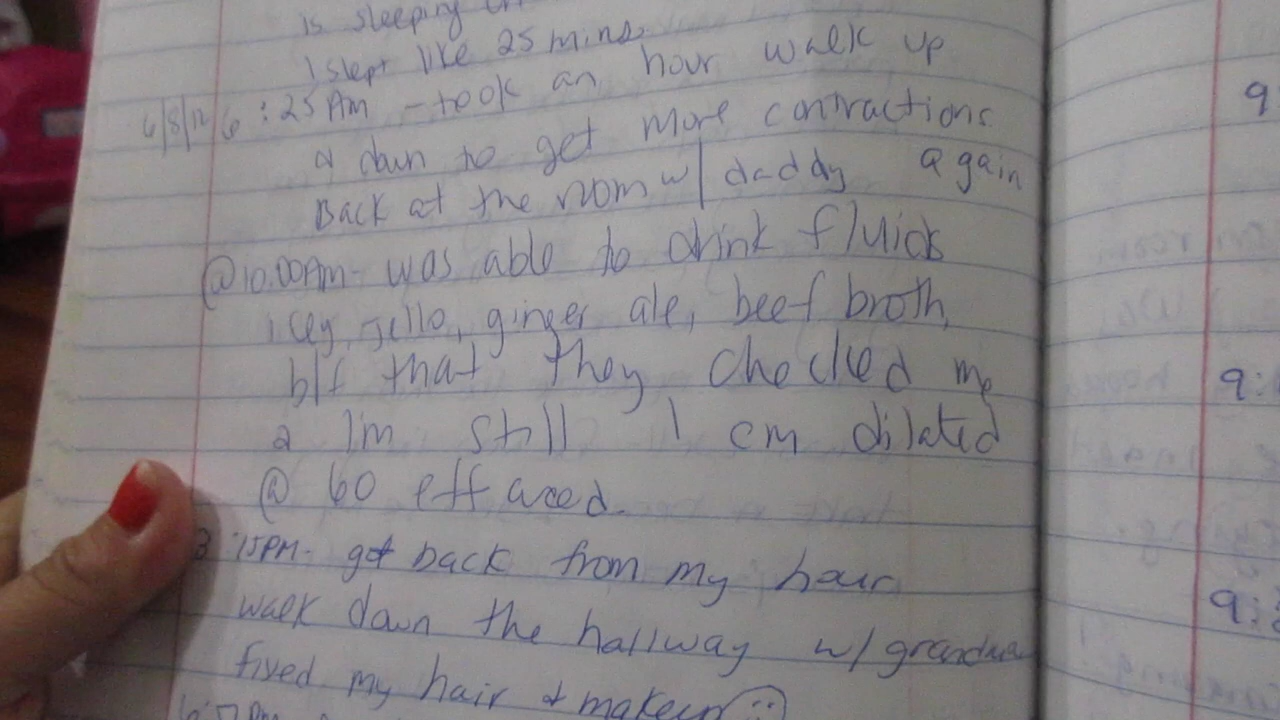 is sleeping
I slept like 25 mins.
6/8/12 6:25 Am - took an hour walk up
& down to get more contractions
Back at the room w/ daddy again
@10:00Am - was able to drink fluids
icey, jello, ginger ale, beef broth,
b/f that they checked me
& I'm still 1 cm dilated
@ 60 effaced.
3:15PM - got back from my hour
walk down the hallway w/ grandma
fixed my hair & makeup
9
9:
9: